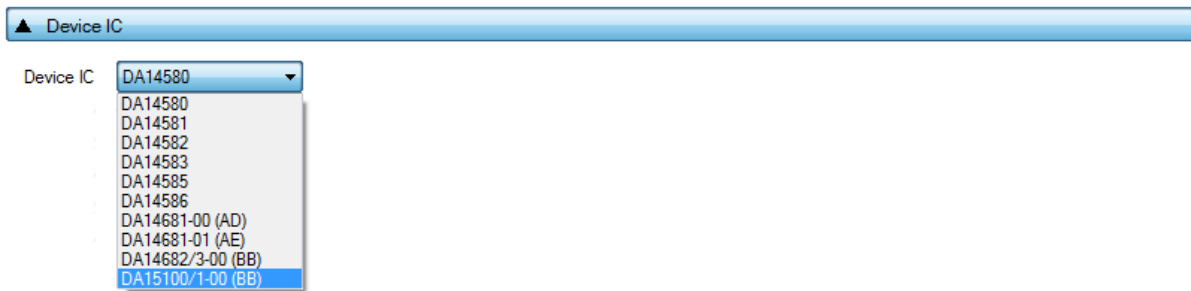 Device IC
Device IC DA14580
DA14580
DA14581
DA14582
DA14583
DA14585
DA14586
DA14681-00 (AD)
DA14681-01 (AE)
DA14682/3-00 (BB)
DA15100/1-00 (BB)